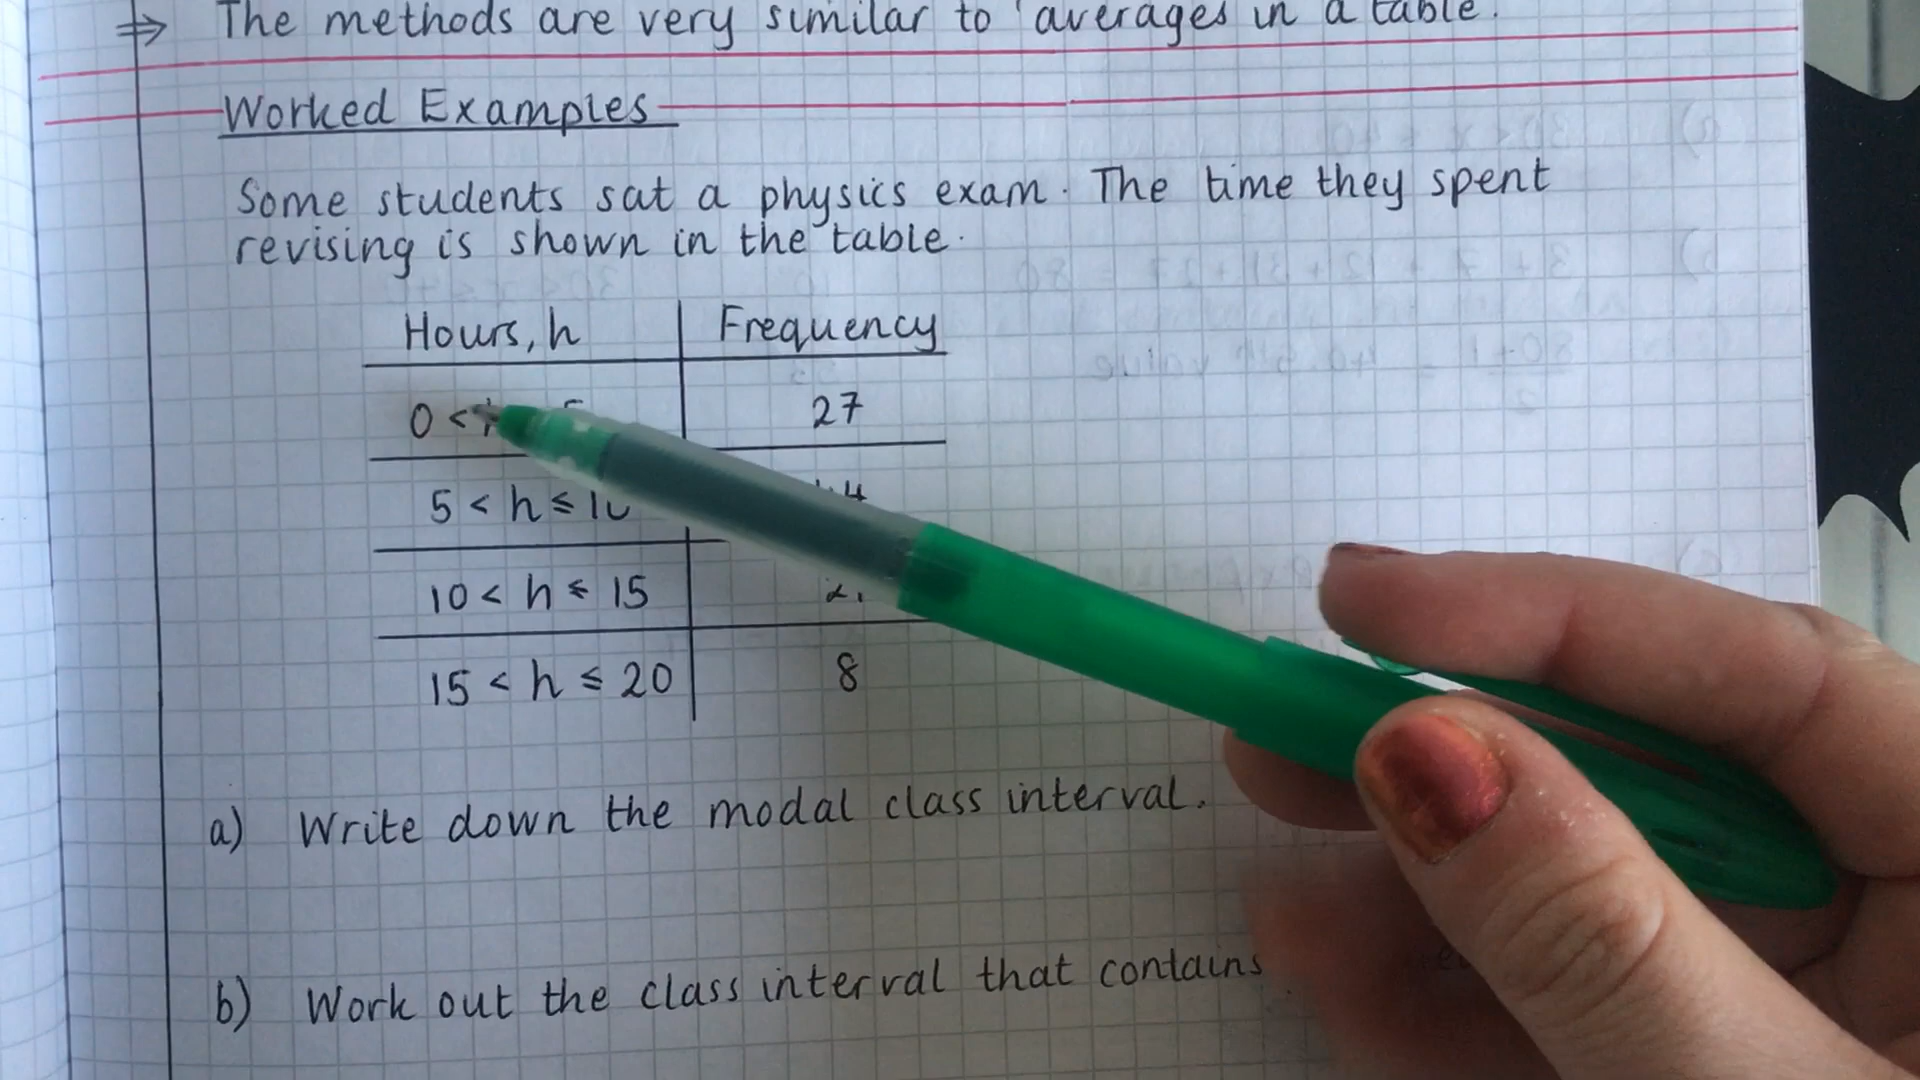 ⇒ The methods are very similar to 'averages in a table.
Worked Examples
Some students sat a physics exam. The time they spent
revising is shown in the table.
Hours, h Frequency
0 < 27
5 < h ≤ 10
10 < h ≤ 15
15 < h ≤ 20 8
a) Write down the modal class interval.
b) Work out the class interval that contains